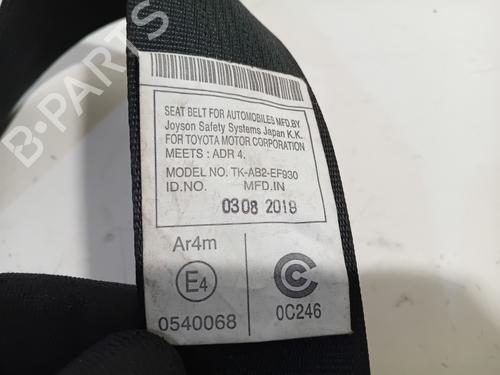 SEAT BELT FOR AUTOMOBILES MFD.BY
Joyson Safety Systems Japan K.K.
FOR TOYOTA MOTOR CORPORATION
MEETS : ADR 4.
MODEL NO. TK-AB2-EF930
ID.NO. MFD.IN
0308 2018
Ar4m
E4
0540068
CCC
0C246
B-PARTS